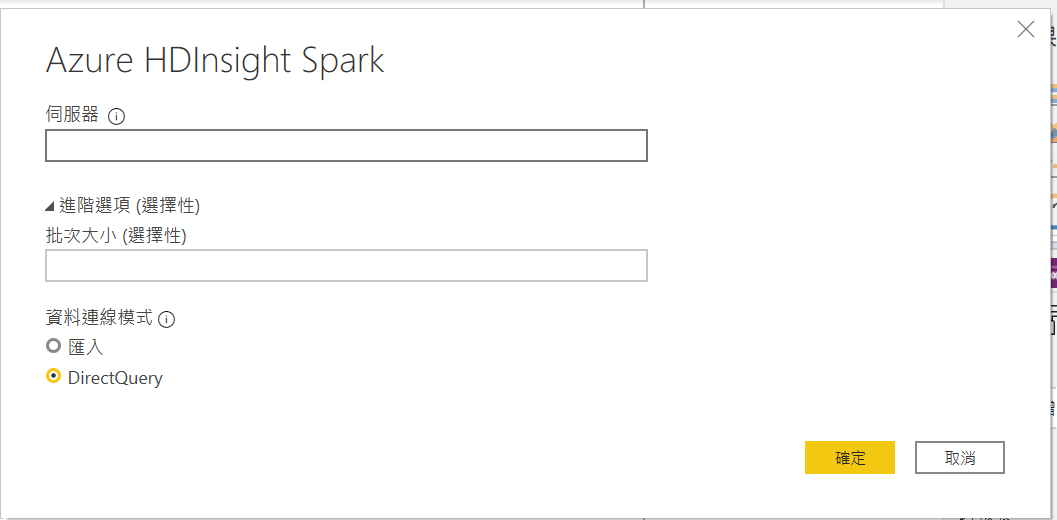 Azure HDInsight Spark
伺服器
進階選項 (選擇性)
批次大小 (選擇性)
資料連線模式
匯入
DirectQuery
確定
取消